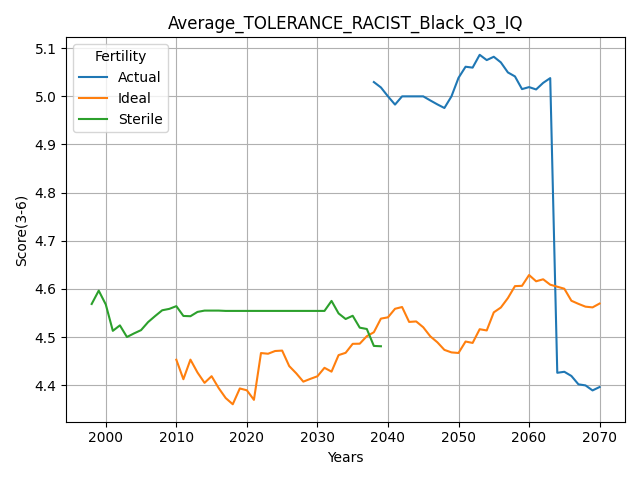 Average_TOLERANCE_RACIST_Black_Q3_IQ
Fertility
Actual
Ideal
Sterile
Score(3-6)
5.1
5.0
4.9
4.8
4.7
4.6
4.5
4.4
2000 2010 2020 2030 2040 2050 2060 2070
Years